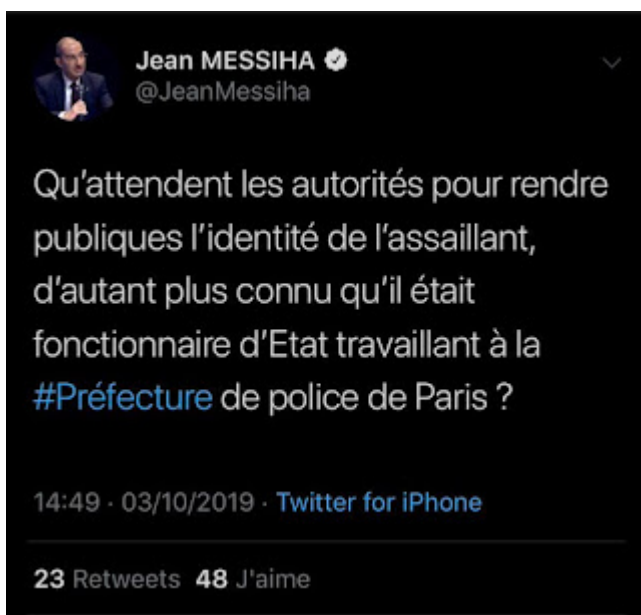 Jean MESSIHA
@JeanMessiha
Qu'attendent les autorités pour rendre
publiques l'identité de l'assaillant,
d'autant plus connu qu'il était
fonctionnaire d'Etat travaillant à la
#Préfecture de police de Paris ?
14:49 · 03/10/2019 · Twitter for iPhone
23 Retweets 48 J'aime